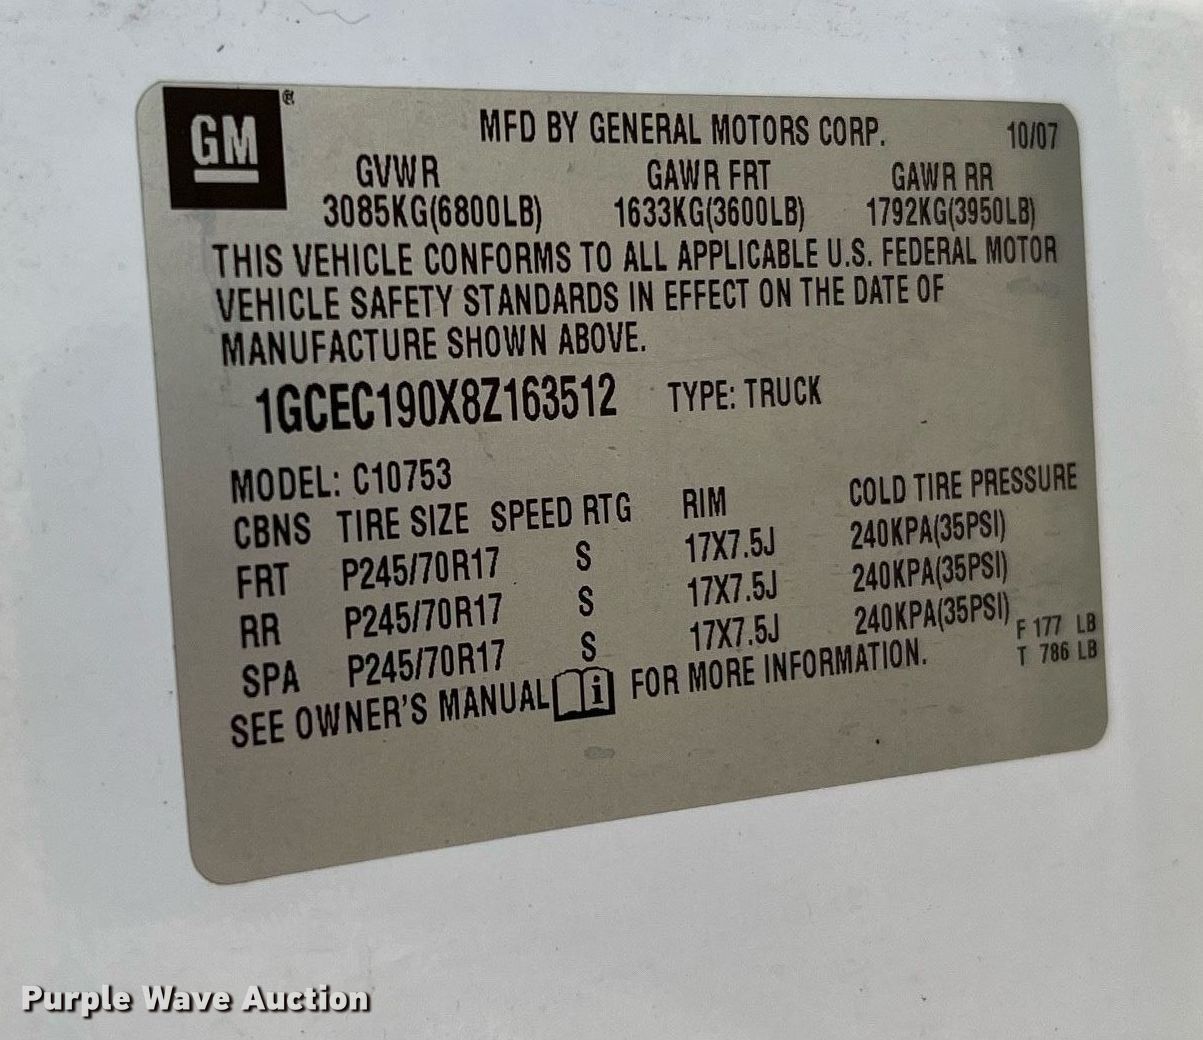 GM ®
MFD BY GENERAL MOTORS CORP. 10/07
GVWR GAWR FRT GAWR RR
3085KG(6800LB) 1633KG(3600LB) 1792KG(3950LB)
THIS VEHICLE CONFORMS TO ALL APPLICABLE U.S. FEDERAL MOTOR
VEHICLE SAFETY STANDARDS IN EFFECT ON THE DATE OF
MANUFACTURE SHOWN ABOVE.
1GCEC190X8Z163512 TYPE: TRUCK
MODEL: C10753
CBNS TIRE SIZE SPEED RTG RIM COLD TIRE PRESSURE
FRT P245/70R17 S 17X7.5J 240KPA(35PSI)
RR P245/70R17 S 17X7.5J 240KPA(35PSI)
SPA P245/70R17 S 17X7.5J 240KPA(35PSI)
SEE OWNER'S MANUAL i FOR MORE INFORMATION.
F 177 LB
T 786 LB
Purple Wave Auction